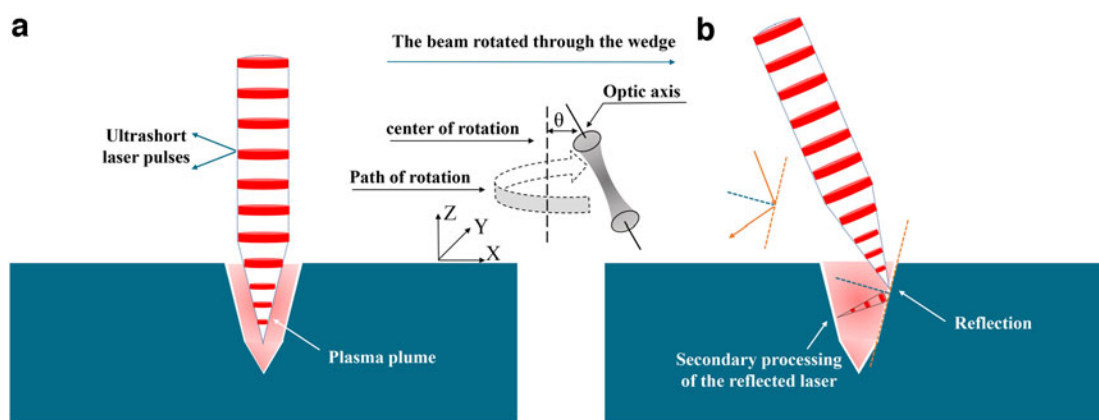 a
The beam rotated through the wedge
b
Optic axis
θ
Ultrashort
laser pulses
center of rotation
Path of rotation
Z
Y
X
Reflection
Plasma plume
Secondary processing
of the reflected laser